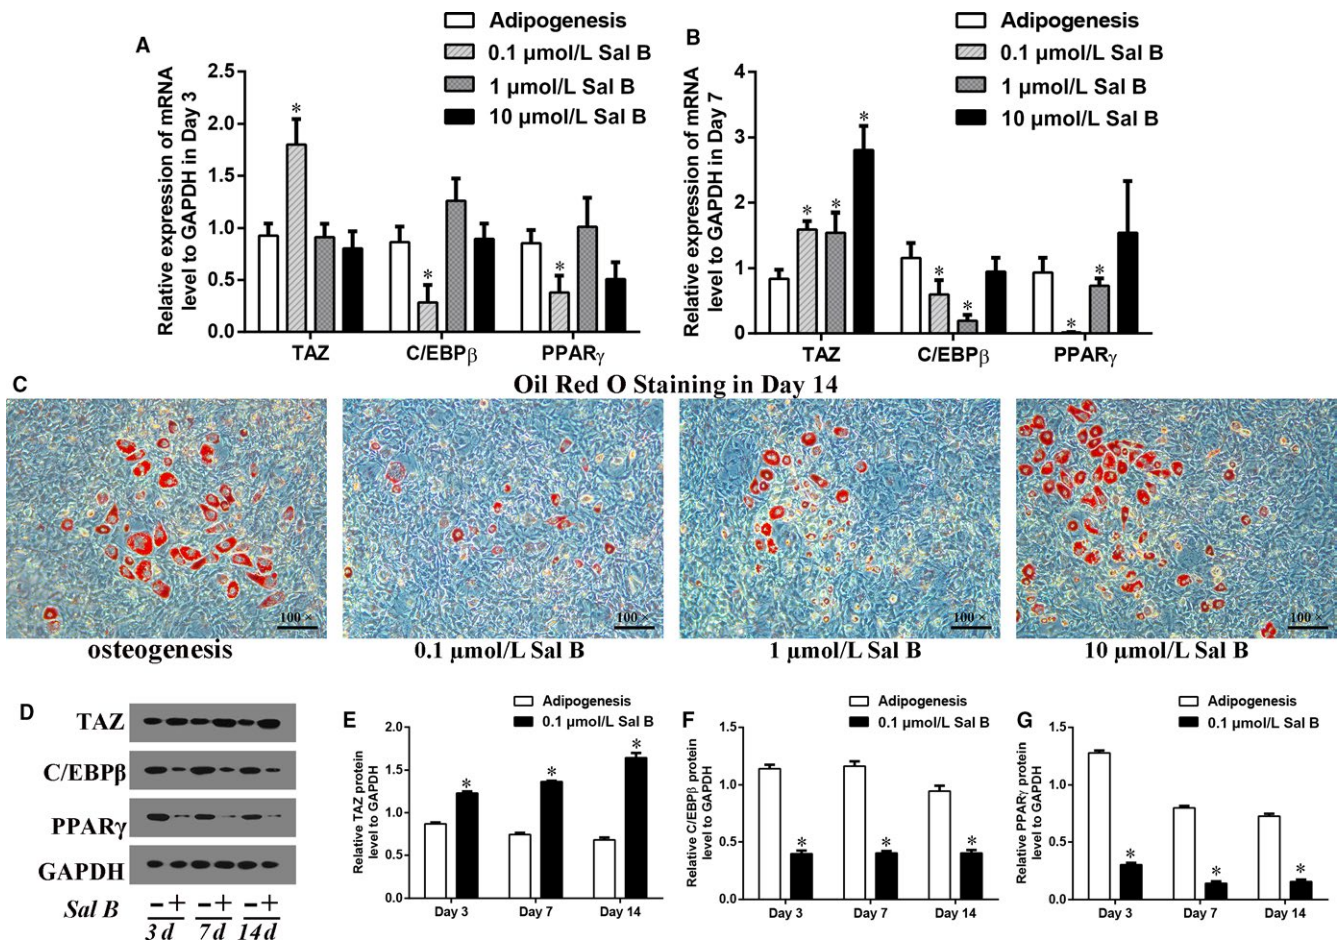 A
Adipogenesis
0.1 µmol/L Sal B
1 µmol/L Sal B
10 µmol/L Sal B
Relative expression of mRNA
level to GAPDH in Day 3
2.5
2.0
1.5
1.0
0.5
0.0
*
*
*
TAZ
C/EBPβ
PPARγ
B
Adipogenesis
0.1 µmol/L Sal B
1 µmol/L Sal B
10 µmol/L Sal B
Relative expression of mRNA
level to GAPDH in Day 7
4
3
2
1
0
*
*
*
*
*
*
*
TAZ
C/EBPβ
PPARγ
C
Oil Red O Staining in Day 14
100 ×
100 ×
100 ×
100 ×
osteogenesis
0.1 µmol/L Sal B
1 µmol/L Sal B
10 µmol/L Sal B
D
TAZ
C/EBPβ
PPARγ
GAPDH
Sal B
− + − + − +
3 d 7 d 14 d
E
Adipogenesis
0.1 µmol/L Sal B
Relative TAZ protein
level to GAPDH
2.0
1.5
1.0
0.5
0.0
*
*
*
Day 3
Day 7
Day 14
F
Adipogenesis
0.1 µmol/L Sal B
Relative C/EBPβ protein
level to GAPDH
1.5
1.0
0.5
0.0
*
*
*
Day 3
Day 7
Day 14
G
Adipogenesis
0.1 µmol/L Sal B
Relative PPARγ protein
level to GAPDH
1.5
1.0
0.5
0.0
*
*
*
Day 3
Day 7
Day 14